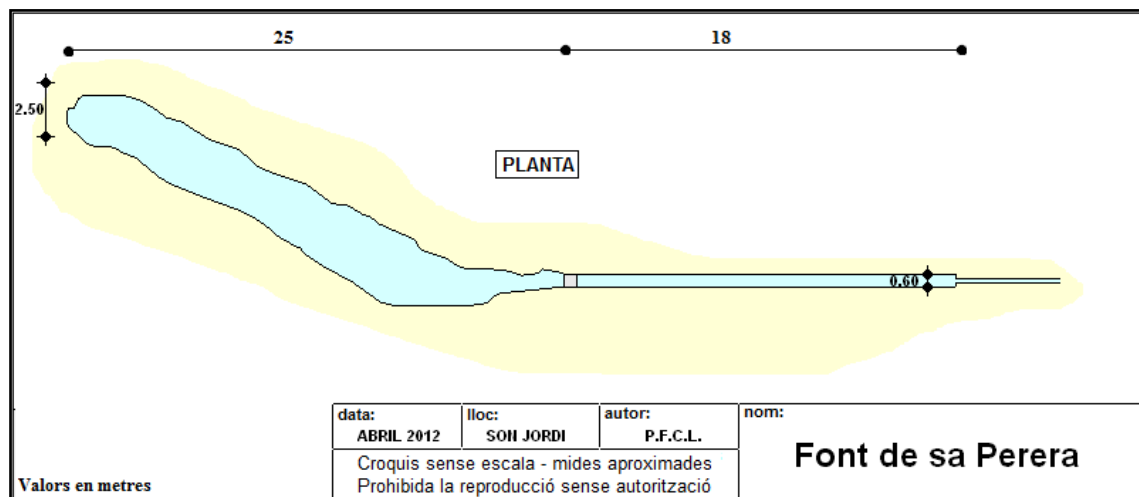 25
18
2.50
PLANTA
0.60
data:
ABRIL 2012
lloc:
SON JORDI
autor:
P.F.C.L.
nom:
Font de sa Perera
Croquis sense escala - mides aproximades
Prohibida la reproducció sense autorització
Valors en metres